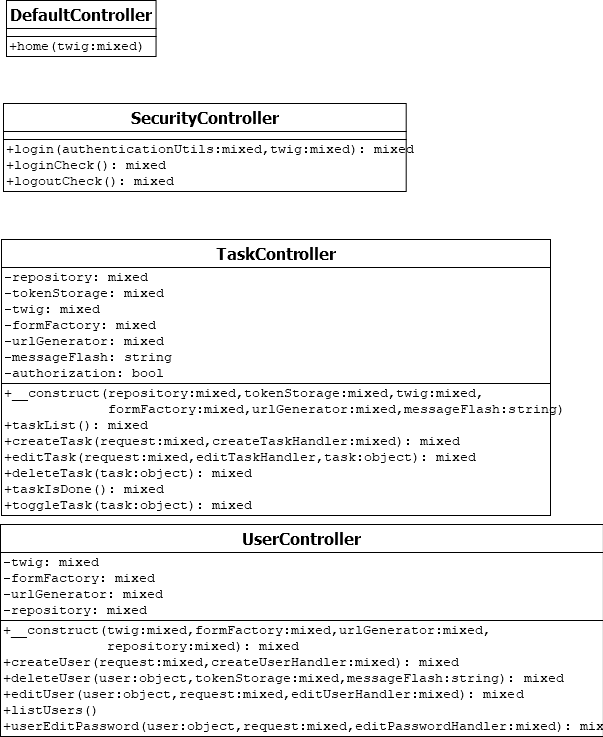 DefaultController
+home(twig:mixed)
SecurityController
+login(authenticationUtils:mixed,twig:mixed): mixed
+loginCheck(): mixed
+logoutCheck(): mixed
TaskController
-repository: mixed
-tokenStorage: mixed
-twig: mixed
-formFactory: mixed
-urlGenerator: mixed
-messageFlash: string
-authorization: bool
+__construct(repository:mixed,tokenStorage:mixed,twig:mixed,
formFactory:mixed,urlGenerator:mixed,messageFlash:string)
+taskList(): mixed
+createTask(request:mixed,createTaskHandler:mixed): mixed
+editTask(request:mixed,editTaskHandler,task:object): mixed
+deleteTask(task:object): mixed
+taskIsDone(): mixed
+toggleTask(task:object): mixed
UserController
-twig: mixed
-formFactory: mixed
-urlGenerator: mixed
-repository: mixed
+__construct(twig:mixed,formFactory:mixed,urlGenerator:mixed,
repository:mixed): mixed
+createUser(request:mixed,createUserHandler:mixed): mixed
+deleteUser(user:object,tokenStorage:mixed,messageFlash:string): mixed
+editUser(user:object,request:mixed,editUserHandler:mixed): mixed
+listUsers()
+userEditPassword(user:object,request:mixed,editPasswordHandler:mixed): mix